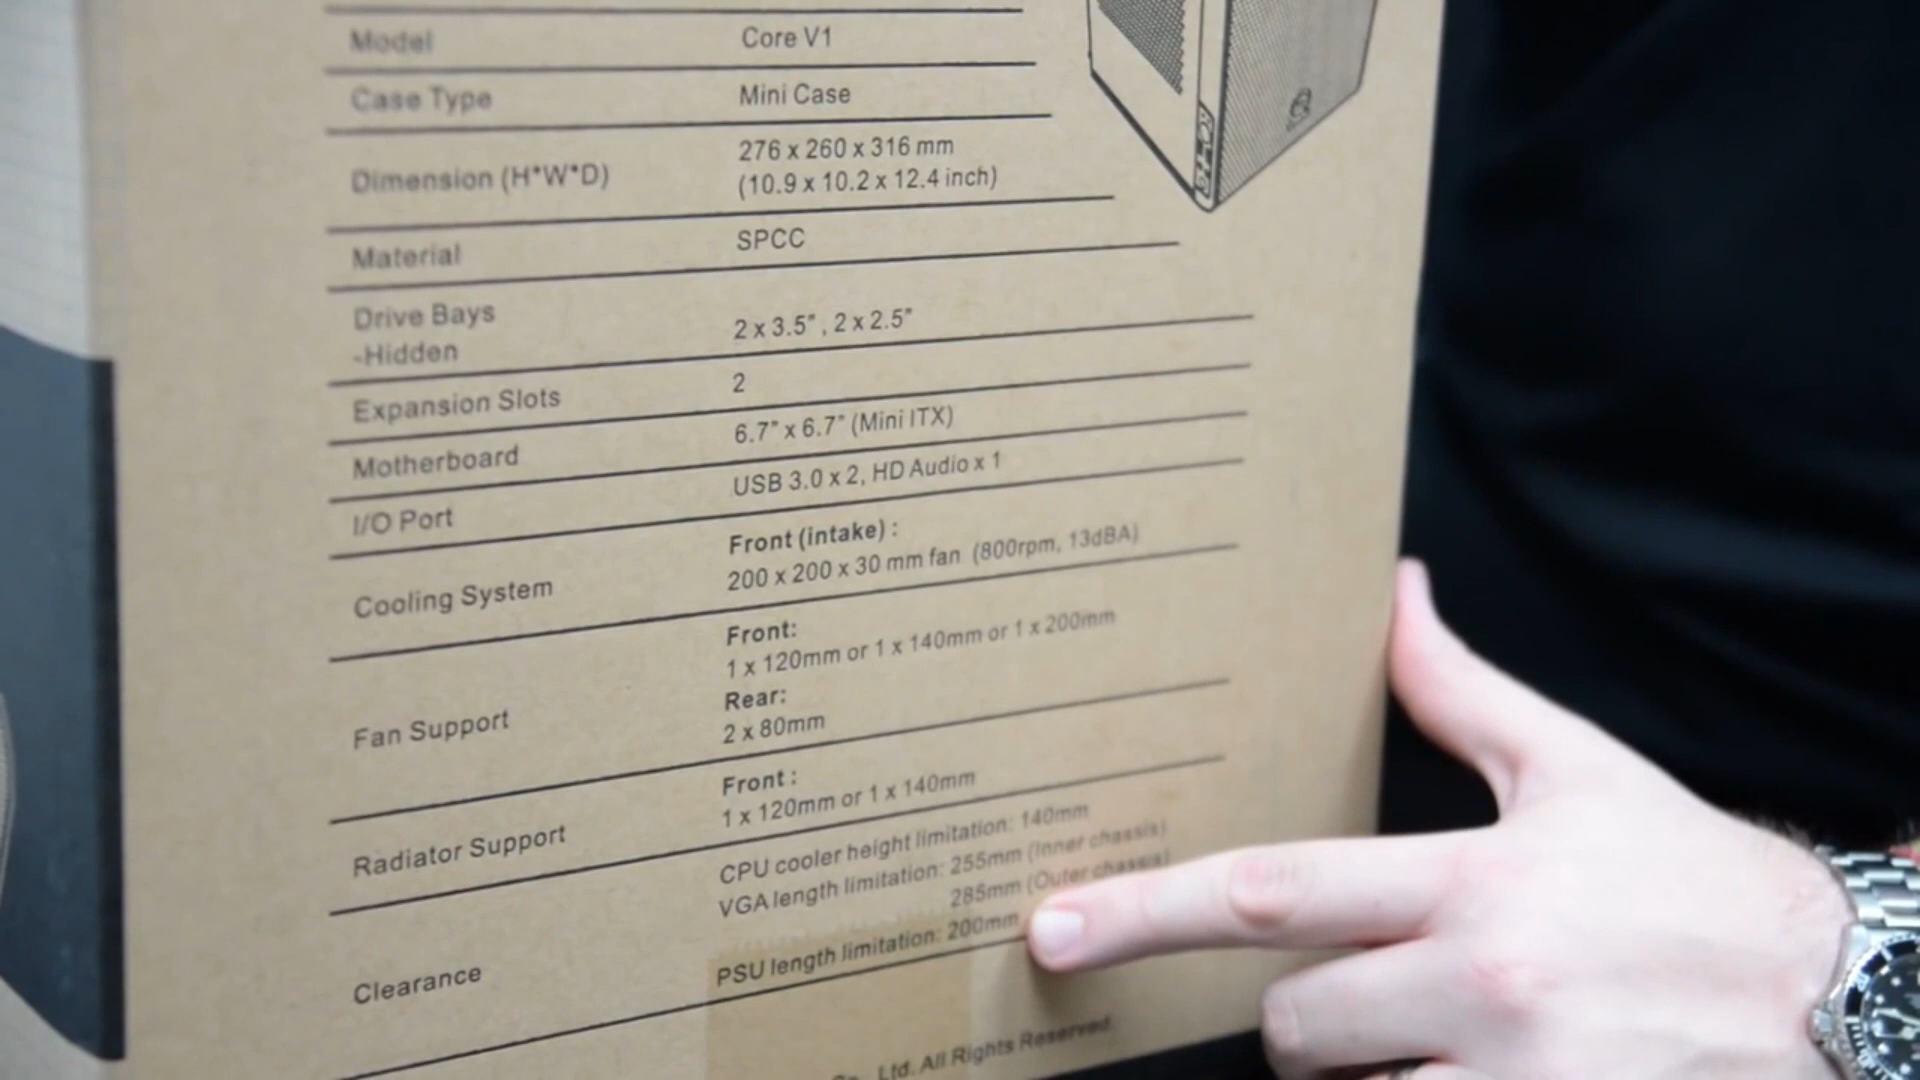 Model Core V1
Case Type Mini Case
Dimension (H*W*D) 276 x 260 x 316 mm
(10.9 x 10.2 x 12.4 inch)
Material SPCC
Drive Bays
-Hidden 2 x 3.5" , 2 x 2.5"
Expansion Slots 2
Motherboard 6.7" x 6.7" (Mini ITX)
I/O Port USB 3.0 x 2, HD Audio x 1
Cooling System Front (intake) :
200 x 200 x 30 mm fan (800rpm, 13dBA)
Fan Support Front:
1 x 120mm or 1 x 140mm or 1 x 200mm
Rear:
2 x 80mm
Radiator Support Front :
1 x 120mm or 1 x 140mm
Clearance CPU cooler height limitation: 140mm
VGA length limitation: 255mm (Inner chassis)
285mm (Outer chassis)
PSU length limitation: 200mm
Ltd. All Rights Reserved.